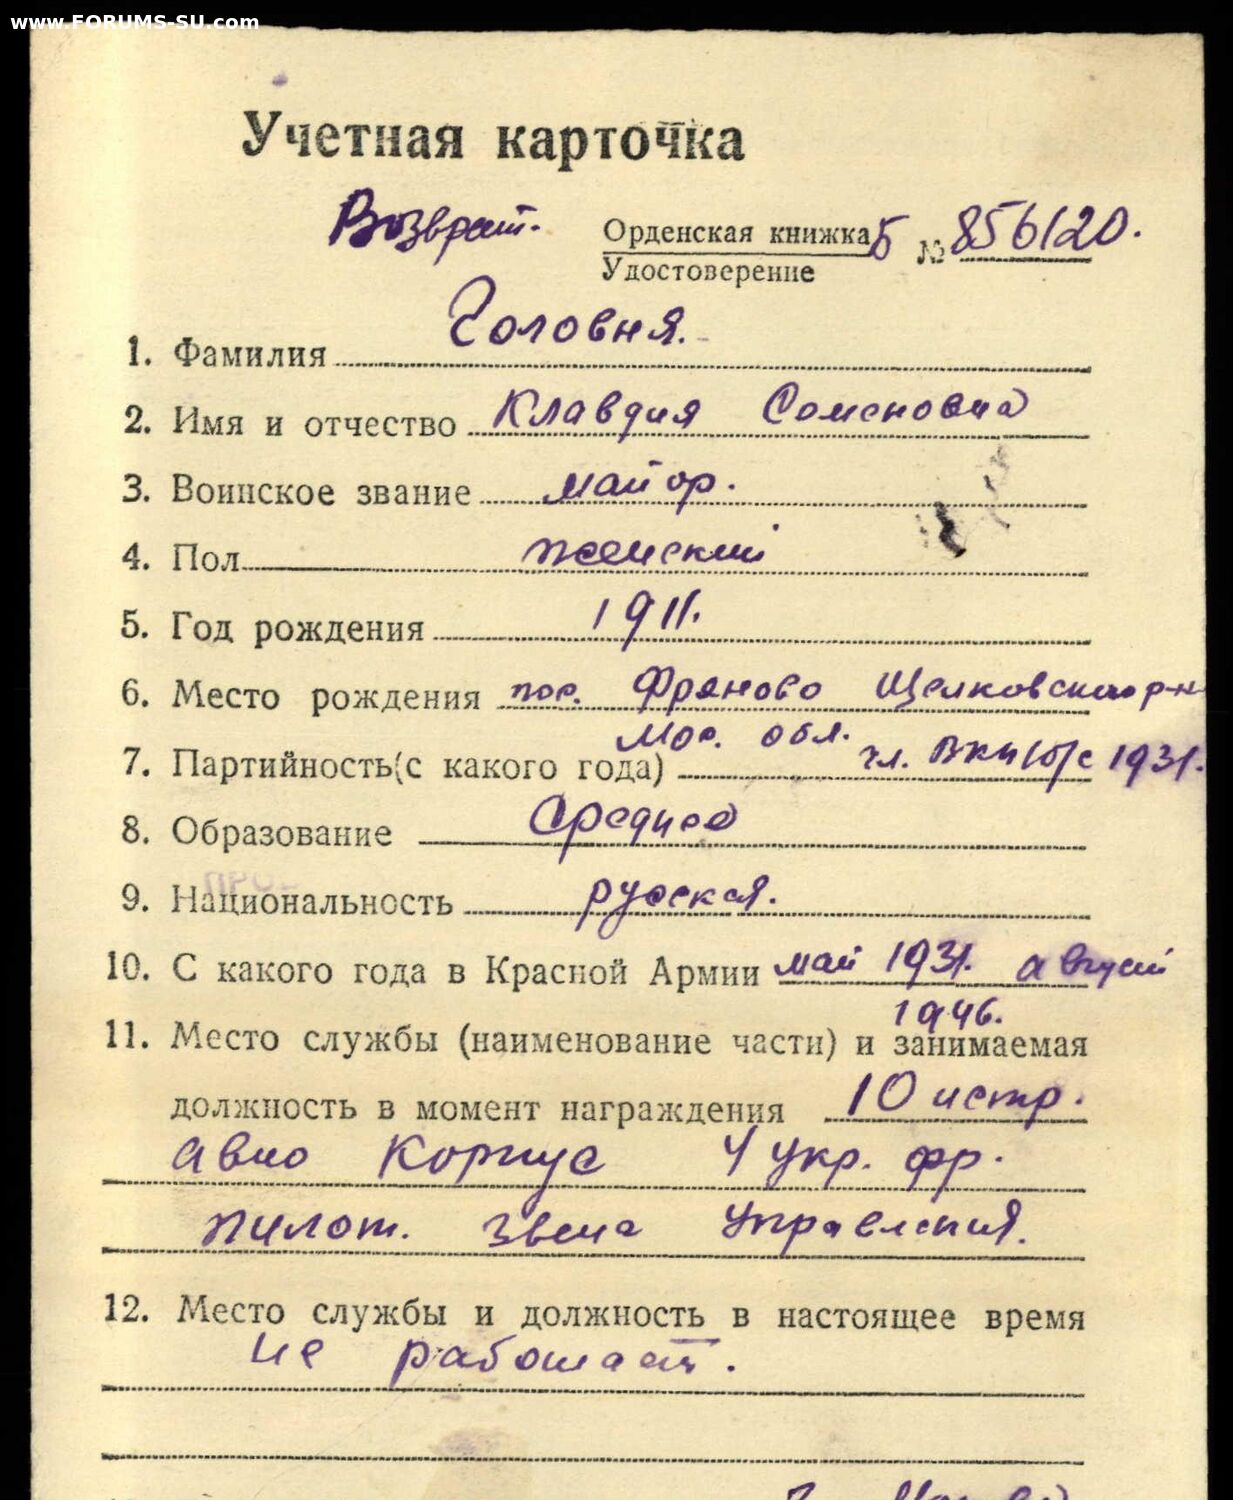 www.FORUMS-SU.com
Учетная карточка
Возврат.
Орденская книжка Б № 856120.
Удостоверение
1. Фамилия Головня.
2. Имя и отчество Клавдия Семеновна
3. Воинское звание майор.
4. Пол женский
5. Год рождения 1911.
6. Место рождения пос. Фряново Щелковского р-н
Мос. обл.
7. Партийность (с какого года) чл. ВКП(б) с 1931.
8. Образование Среднее
9. Национальность русская.
10. С какого года в Красной Армии май 1931. август
1946.
11. Место службы (наименование части) и занимаемая
должность в момент награждения 10 истр.
авио Корпус 4 укр. фр.
пилот. звена управления.
12. Место службы и должность в настоящее время
не работает.